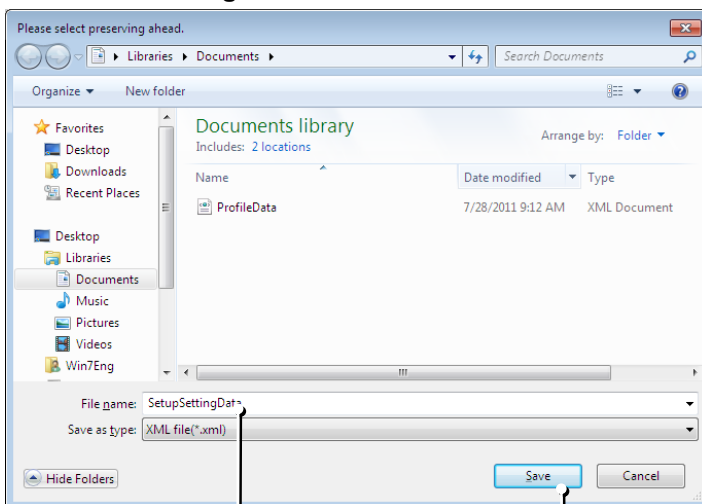 Please select preserving ahead.
Libraries Documents
Search Documents
Organize New folder
Favorites
Desktop
Downloads
Recent Places
Desktop
Libraries
Documents
Music
Pictures
Videos
Win7Eng
Documents library
Includes: 2 locations
Arrange by: Folder
Name Date modified Type
ProfileData 7/28/2011 9:12 AM XML Document
File name: SetupSettingData
Save as type: XML file(*.xml)
Hide Folders
Save
Cancel